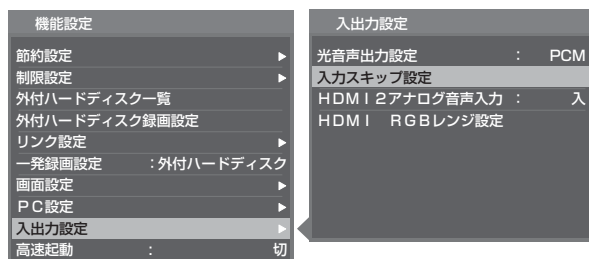 機能設定
節約設定
制限設定
外付ハードディスク一覧
外付ハードディスク録画設定
リンク設定
一発録画設定 :外付ハードディスク
画面設定
PC設定
入出力設定
高速起動 : 切
入出力設定
光音声出力設定 : PCM
入力スキップ設定
HDMI2アナログ音声入力 : 入
HDMI RGBレンジ設定